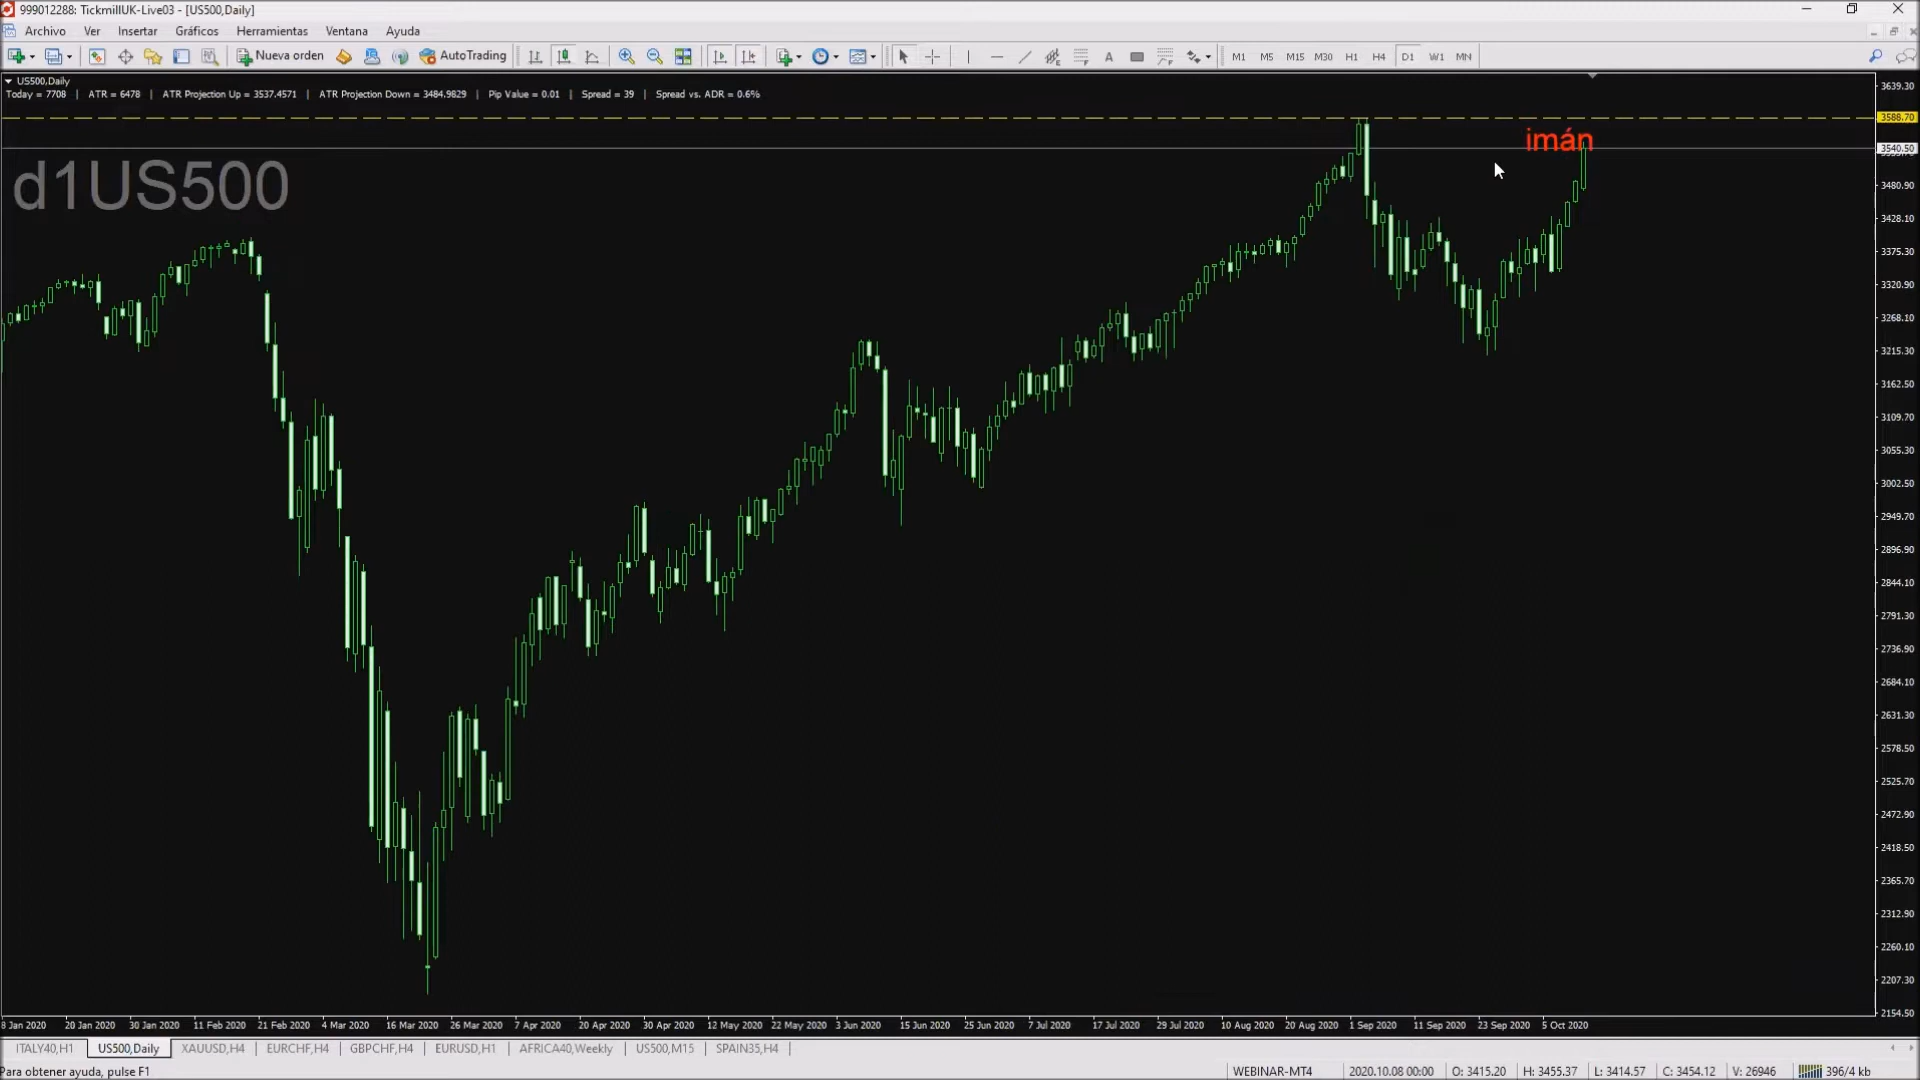 999012288: TickmillUK-Live03 - [US500,Daily]
Archivo Ver Insertar Gráficos Herramientas Ventana Ayuda
Nueva orden AutoTrading A M1 M5 M15 M30 H1 H4 D1 W1 MN
US500,Daily
Today = 7708 | ATR = 6478 | ATR Projection Up = 3537.4571 | ATR Projection Down = 3484.9829 | Pip Value = 0.01 | Spread = 39 | Spread vs. ADR = 0.6%
d1US500
imán
3639.30
3588.70
3540.50
3480.90
3428.10
3375.30
3320.90
3268.10
3215.30
3162.50
3109.70
3055.30
3002.50
2949.70
2896.90
2844.10
2791.30
2736.90
2684.10
2631.30
2578.50
2525.70
2472.90
2418.50
2365.70
2312.90
2260.10
2207.30
2154.50
8 Jan 2020 20 Jan 2020 30 Jan 2020 11 Feb 2020 21 Feb 2020 4 Mar 2020 16 Mar 2020 26 Mar 2020 7 Apr 2020 20 Apr 2020 30 Apr 2020 12 May 2020 22 May 2020 3 Jun 2020 15 Jun 2020 25 Jun 2020 7 Jul 2020 17 Jul 2020 29 Jul 2020 10 Aug 2020 20 Aug 2020 1 Sep 2020 11 Sep 2020 23 Sep 2020 5 Oct 2020
ITALY40,H1 US500,Daily XAUUSD,H4 EURCHF,H4 GBPCHF,H4 EURUSD,H1 AFRICA40,Weekly US500,M15 SPAIN35,H4
Para obtener ayuda, pulse F1 WEBINAR-MT4 2020.10.08 00:00 O: 3415.20 H: 3455.37 L: 3414.57 C: 3454.12 V: 26946 396/4 kb